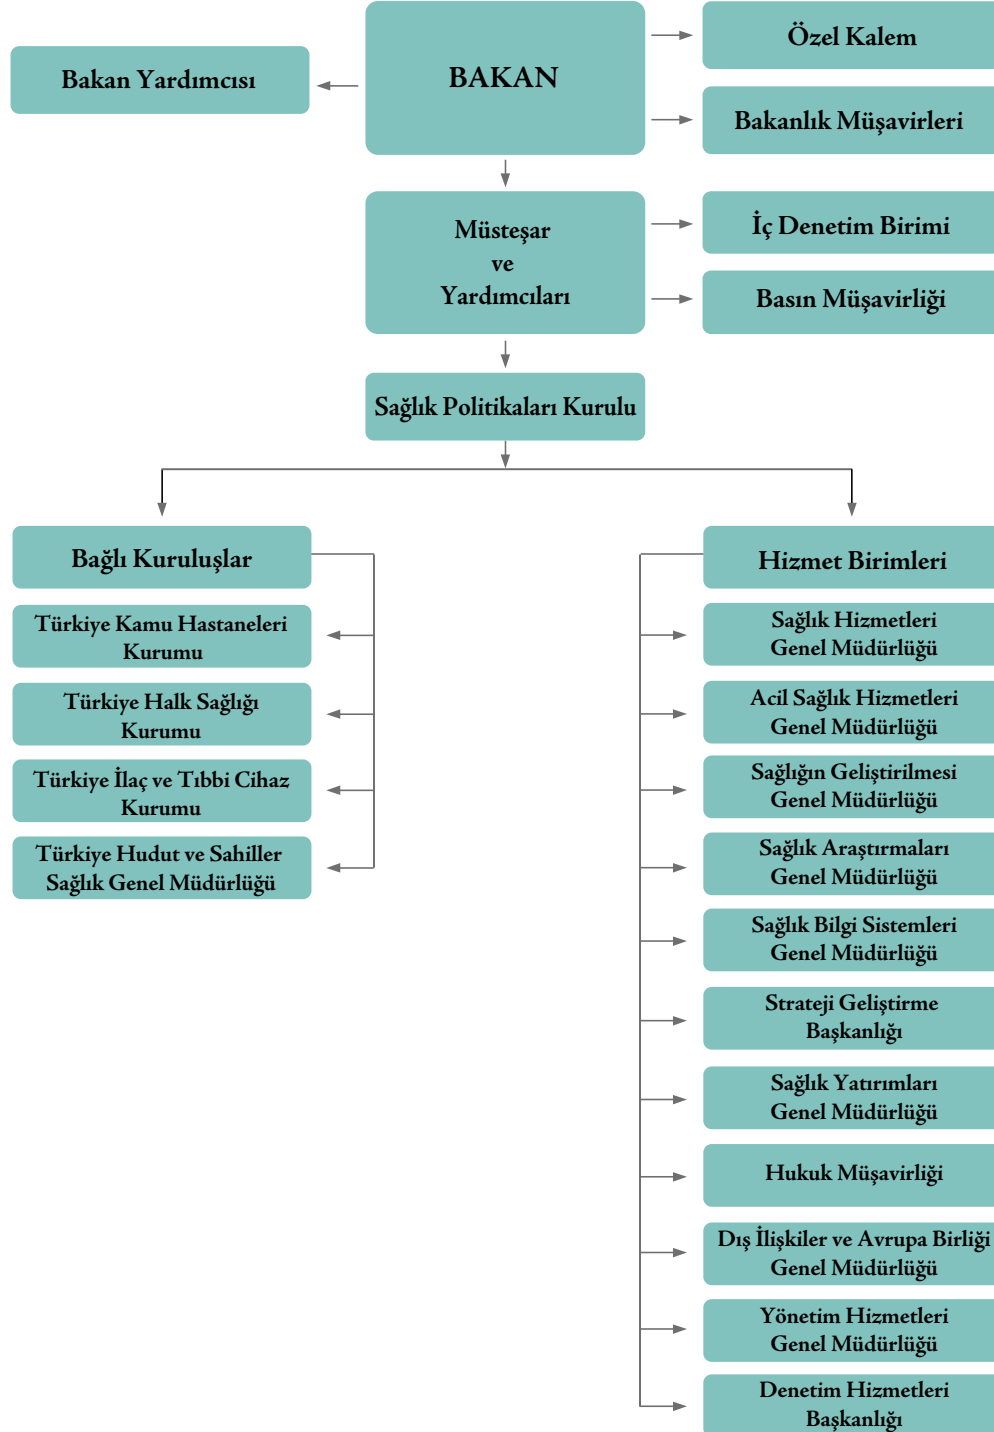 BAKAN
Bakan Yardımcısı
Özel Kalem
Bakanlık Müşavirleri
Müsteşar
ve
Yardımcıları
İç Denetim Birimi
Basın Müşavirliği
Sağlık Politikaları Kurulu
Bağlı Kuruluşlar
Türkiye Kamu Hastaneleri
Kurumu
Türkiye Halk Sağlığı
Kurumu
Türkiye İlaç ve Tıbbi Cihaz
Kurumu
Türkiye Hudut ve Sahiller
Sağlık Genel Müdürlüğü
Hizmet Birimleri
Sağlık Hizmetleri
Genel Müdürlüğü
Acil Sağlık Hizmetleri
Genel Müdürlüğü
Sağlığın Geliştirilmesi
Genel Müdürlüğü
Sağlık Araştırmaları
Genel Müdürlüğü
Sağlık Bilgi Sistemleri
Genel Müdürlüğü
Strateji Geliştirme
Başkanlığı
Sağlık Yatırımları
Genel Müdürlüğü
Hukuk Müşavirliği
Dış İlişkiler ve Avrupa Birliği
Genel Müdürlüğü
Yönetim Hizmetleri
Genel Müdürlüğü
Denetim Hizmetleri
Başkanlığı